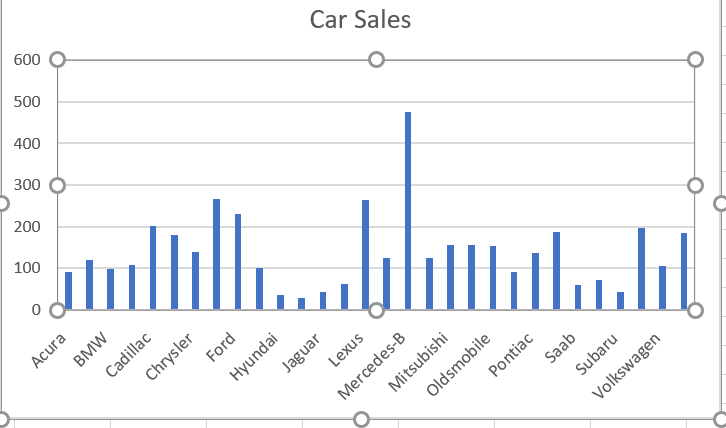 Car Sales
600
500
400
300
200
100
0
Acura
BMW
Cadillac
Chrysler
Ford
Hyundai
Jaguar
Lexus
Mercedes-B
Mitsubishi
Oldsmobile
Pontiac
Saab
Subaru
Volkswagen